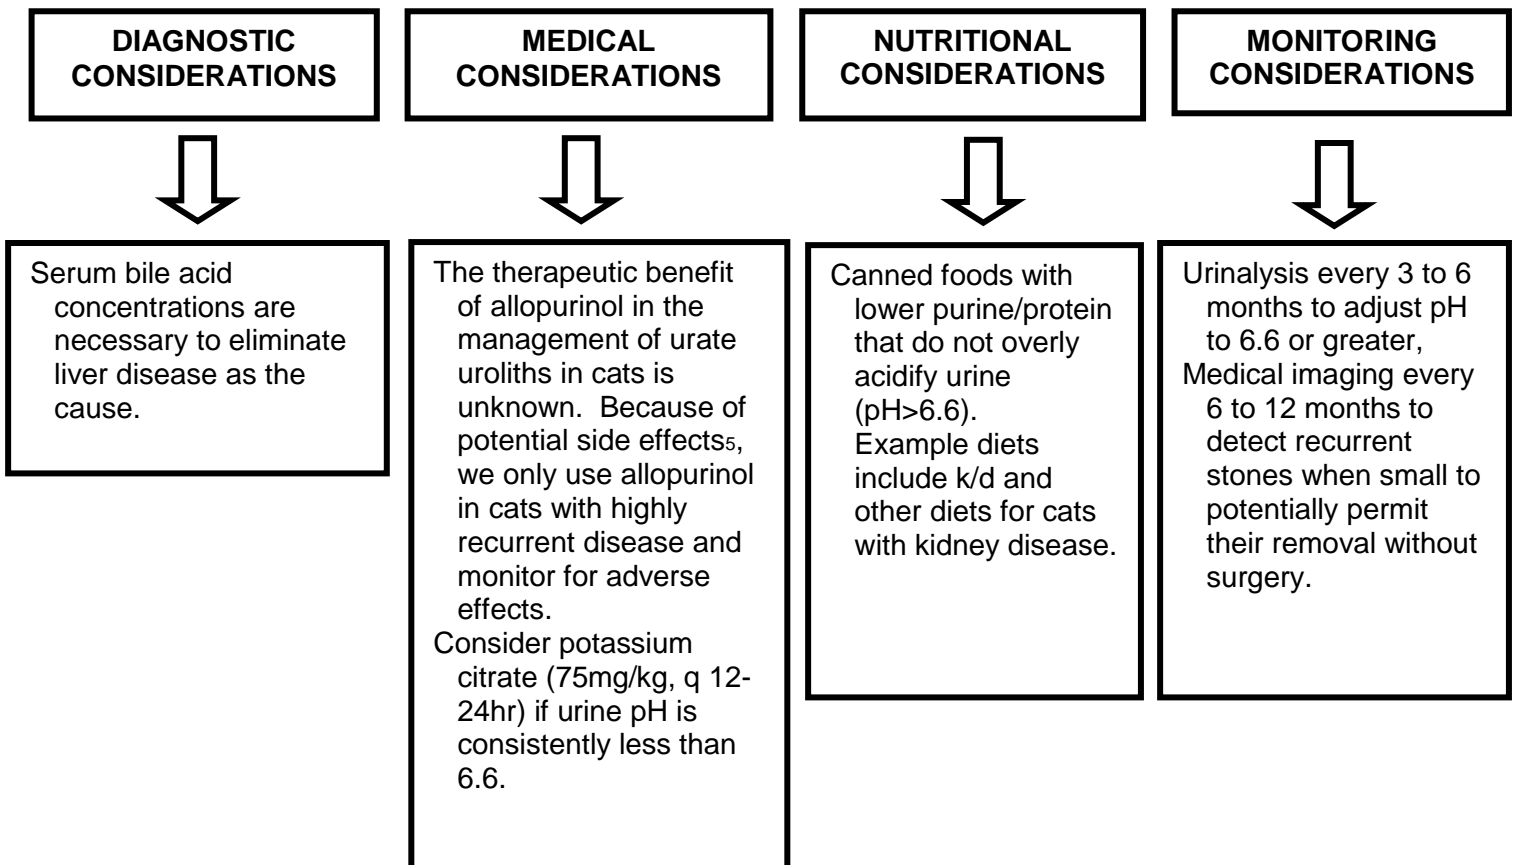 DIAGNOSTIC
CONSIDERATIONS
MEDICAL
CONSIDERATIONS
NUTRITIONAL
CONSIDERATIONS
MONITORING
CONSIDERATIONS
Serum bile acid
concentrations are
necessary to eliminate
liver disease as the
cause.
The therapeutic benefit
of allopurinol in the
management of urate
uroliths in cats is
unknown.  Because of
potential side effects5,
we only use allopurinol
in cats with highly
recurrent disease and
monitor for adverse
effects.
Consider potassium
citrate (75mg/kg, q 12-
24hr) if urine pH is
consistently less than
6.6.
Canned foods with
lower purine/protein
that do not overly
acidify urine
(pH>6.6).
Example diets
include k/d and
other diets for cats
with kidney disease.
Urinalysis every 3 to 6
months to adjust pH
to 6.6 or greater,
Medical imaging every
6 to 12 months to
detect recurrent
stones when small to
potentially permit
their removal without
surgery.